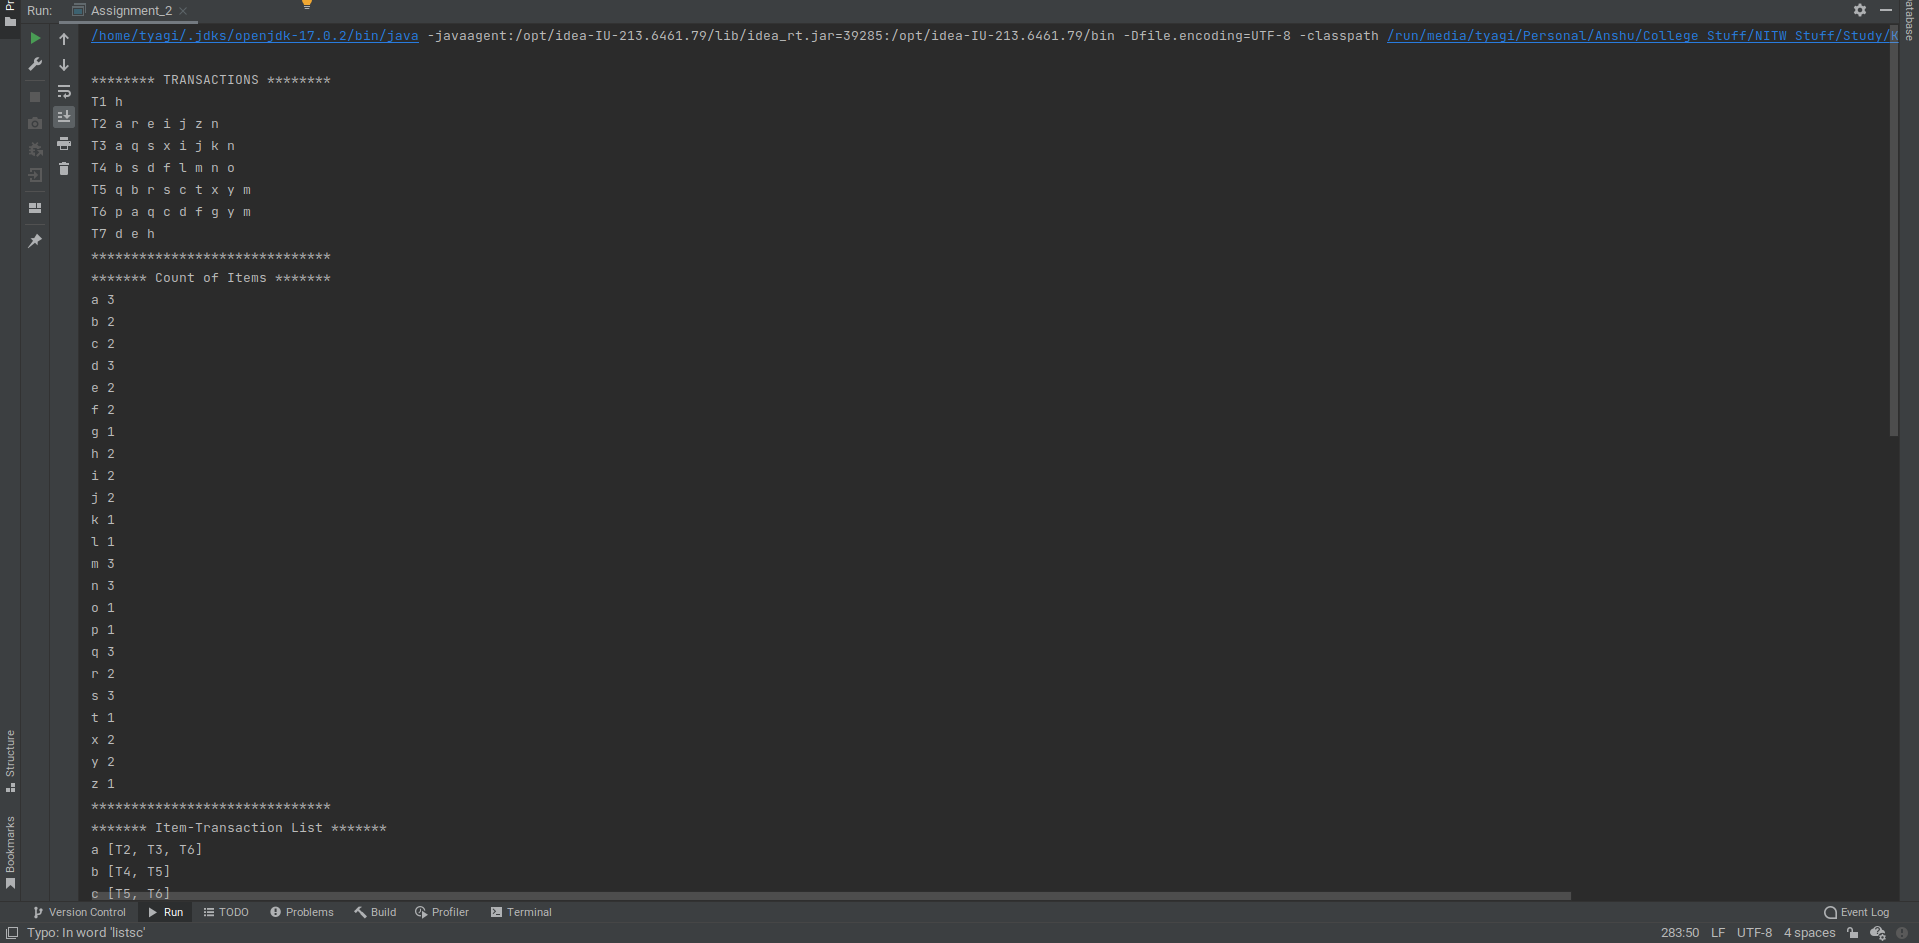 Run: Assignment_2
/home/tyagi/.jdks/openjdk-17.0.2/bin/java -javaagent:/opt/idea-IU-213.6461.79/lib/idea_rt.jar=39285:/opt/idea-IU-213.6461.79/bin -Dfile.encoding=UTF-8 -classpath /run/media/tyagi/Personal/Anshu/College Stuff/NITW Stuff/Study/K
******** TRANSACTIONS ********
T1 h
T2 a r e i j z n
T3 a q s x i j k n
T4 b s d f l m n o
T5 q b r s c t x y m
T6 p a q c d f g y m
T7 d e h
******************************
******* Count of Items *******
a 3
b 2
c 2
d 3
e 2
f 2
g 1
h 2
i 2
j 2
k 1
l 1
m 3
n 3
o 1
p 1
q 3
r 2
s 3
t 1
x 2
y 2
z 1
******************************
******* Item-Transaction List *******
a [T2, T3, T6]
b [T4, T5]
c [T5, T6]
Structure
Bookmarks
Version Control Run TODO Problems Build Profiler Terminal Event Log
Typo: In word 'listsc' 283:50 LF UTF-8 4 spaces